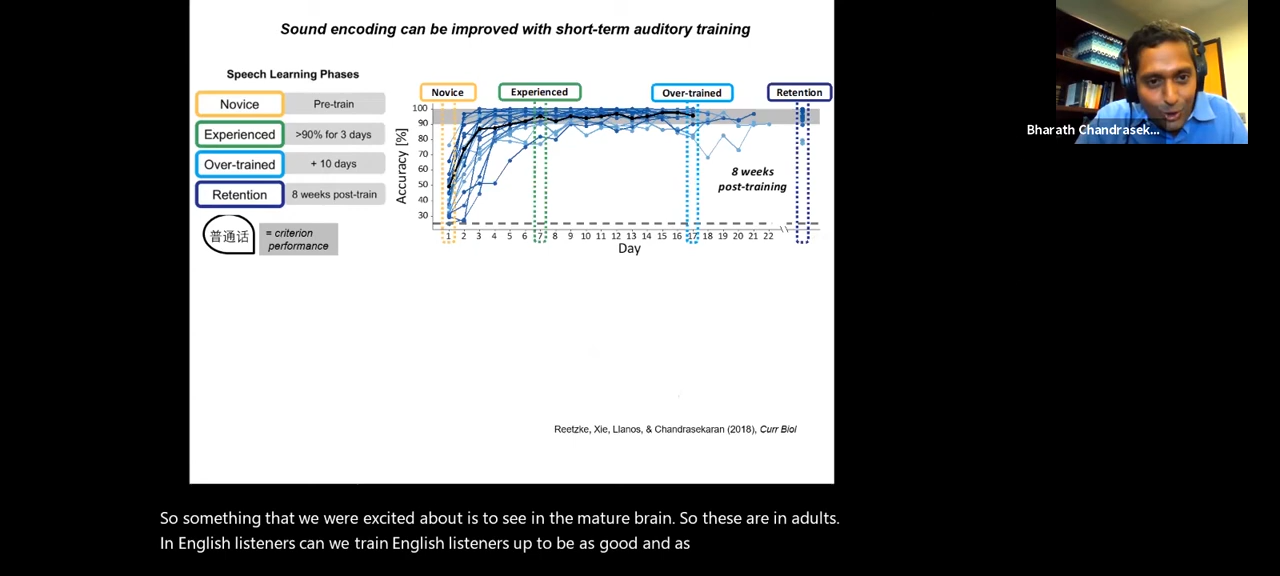 Sound encoding can be improved with short-term auditory training
Speech Learning Phases
Novice Pre-train
Experienced >90% for 3 days
Over-trained + 10 days
Retention 8 weeks post-train
普通话
= criterion
performance
Novice Experienced Over-trained Retention
100
90
80
70
60
50
40
30
Accuracy [%]
8 weeks
post-training
1 2 3 4 5 6 7 8 9 10 11 12 13 14 15 16 17 18 19 20 21 22
Day
Reetzke, Xie, Llanos, & Chandrasekaran (2018), Curr Biol
Bharath Chandrasek...
So something that we were excited about is to see in the mature brain. So these are in adults.
In English listeners can we train English listeners up to be as good and as